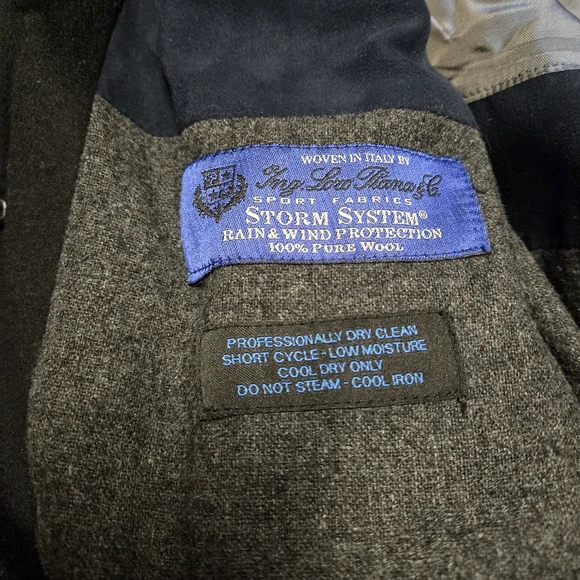 WOVEN IN ITALY BY
Ing. Loro Piana & C.
SPORT FABRICS
STORM SYSTEM®
RAIN & WIND PROTECTION
100% PURE WOOL
PROFESSIONALLY DRY CLEAN
SHORT CYCLE - LOW MOISTURE
COOL DRY ONLY
DO NOT STEAM - COOL IRON